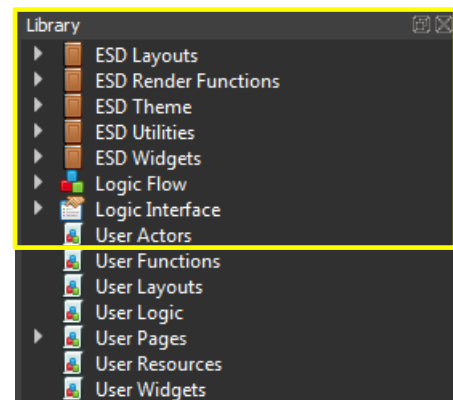 Library
ESD Layouts
ESD Render Functions
ESD Theme
ESD Utilities
ESD Widgets
Logic Flow
Logic Interface
User Actors
User Functions
User Layouts
User Logic
User Pages
User Resources
User Widgets